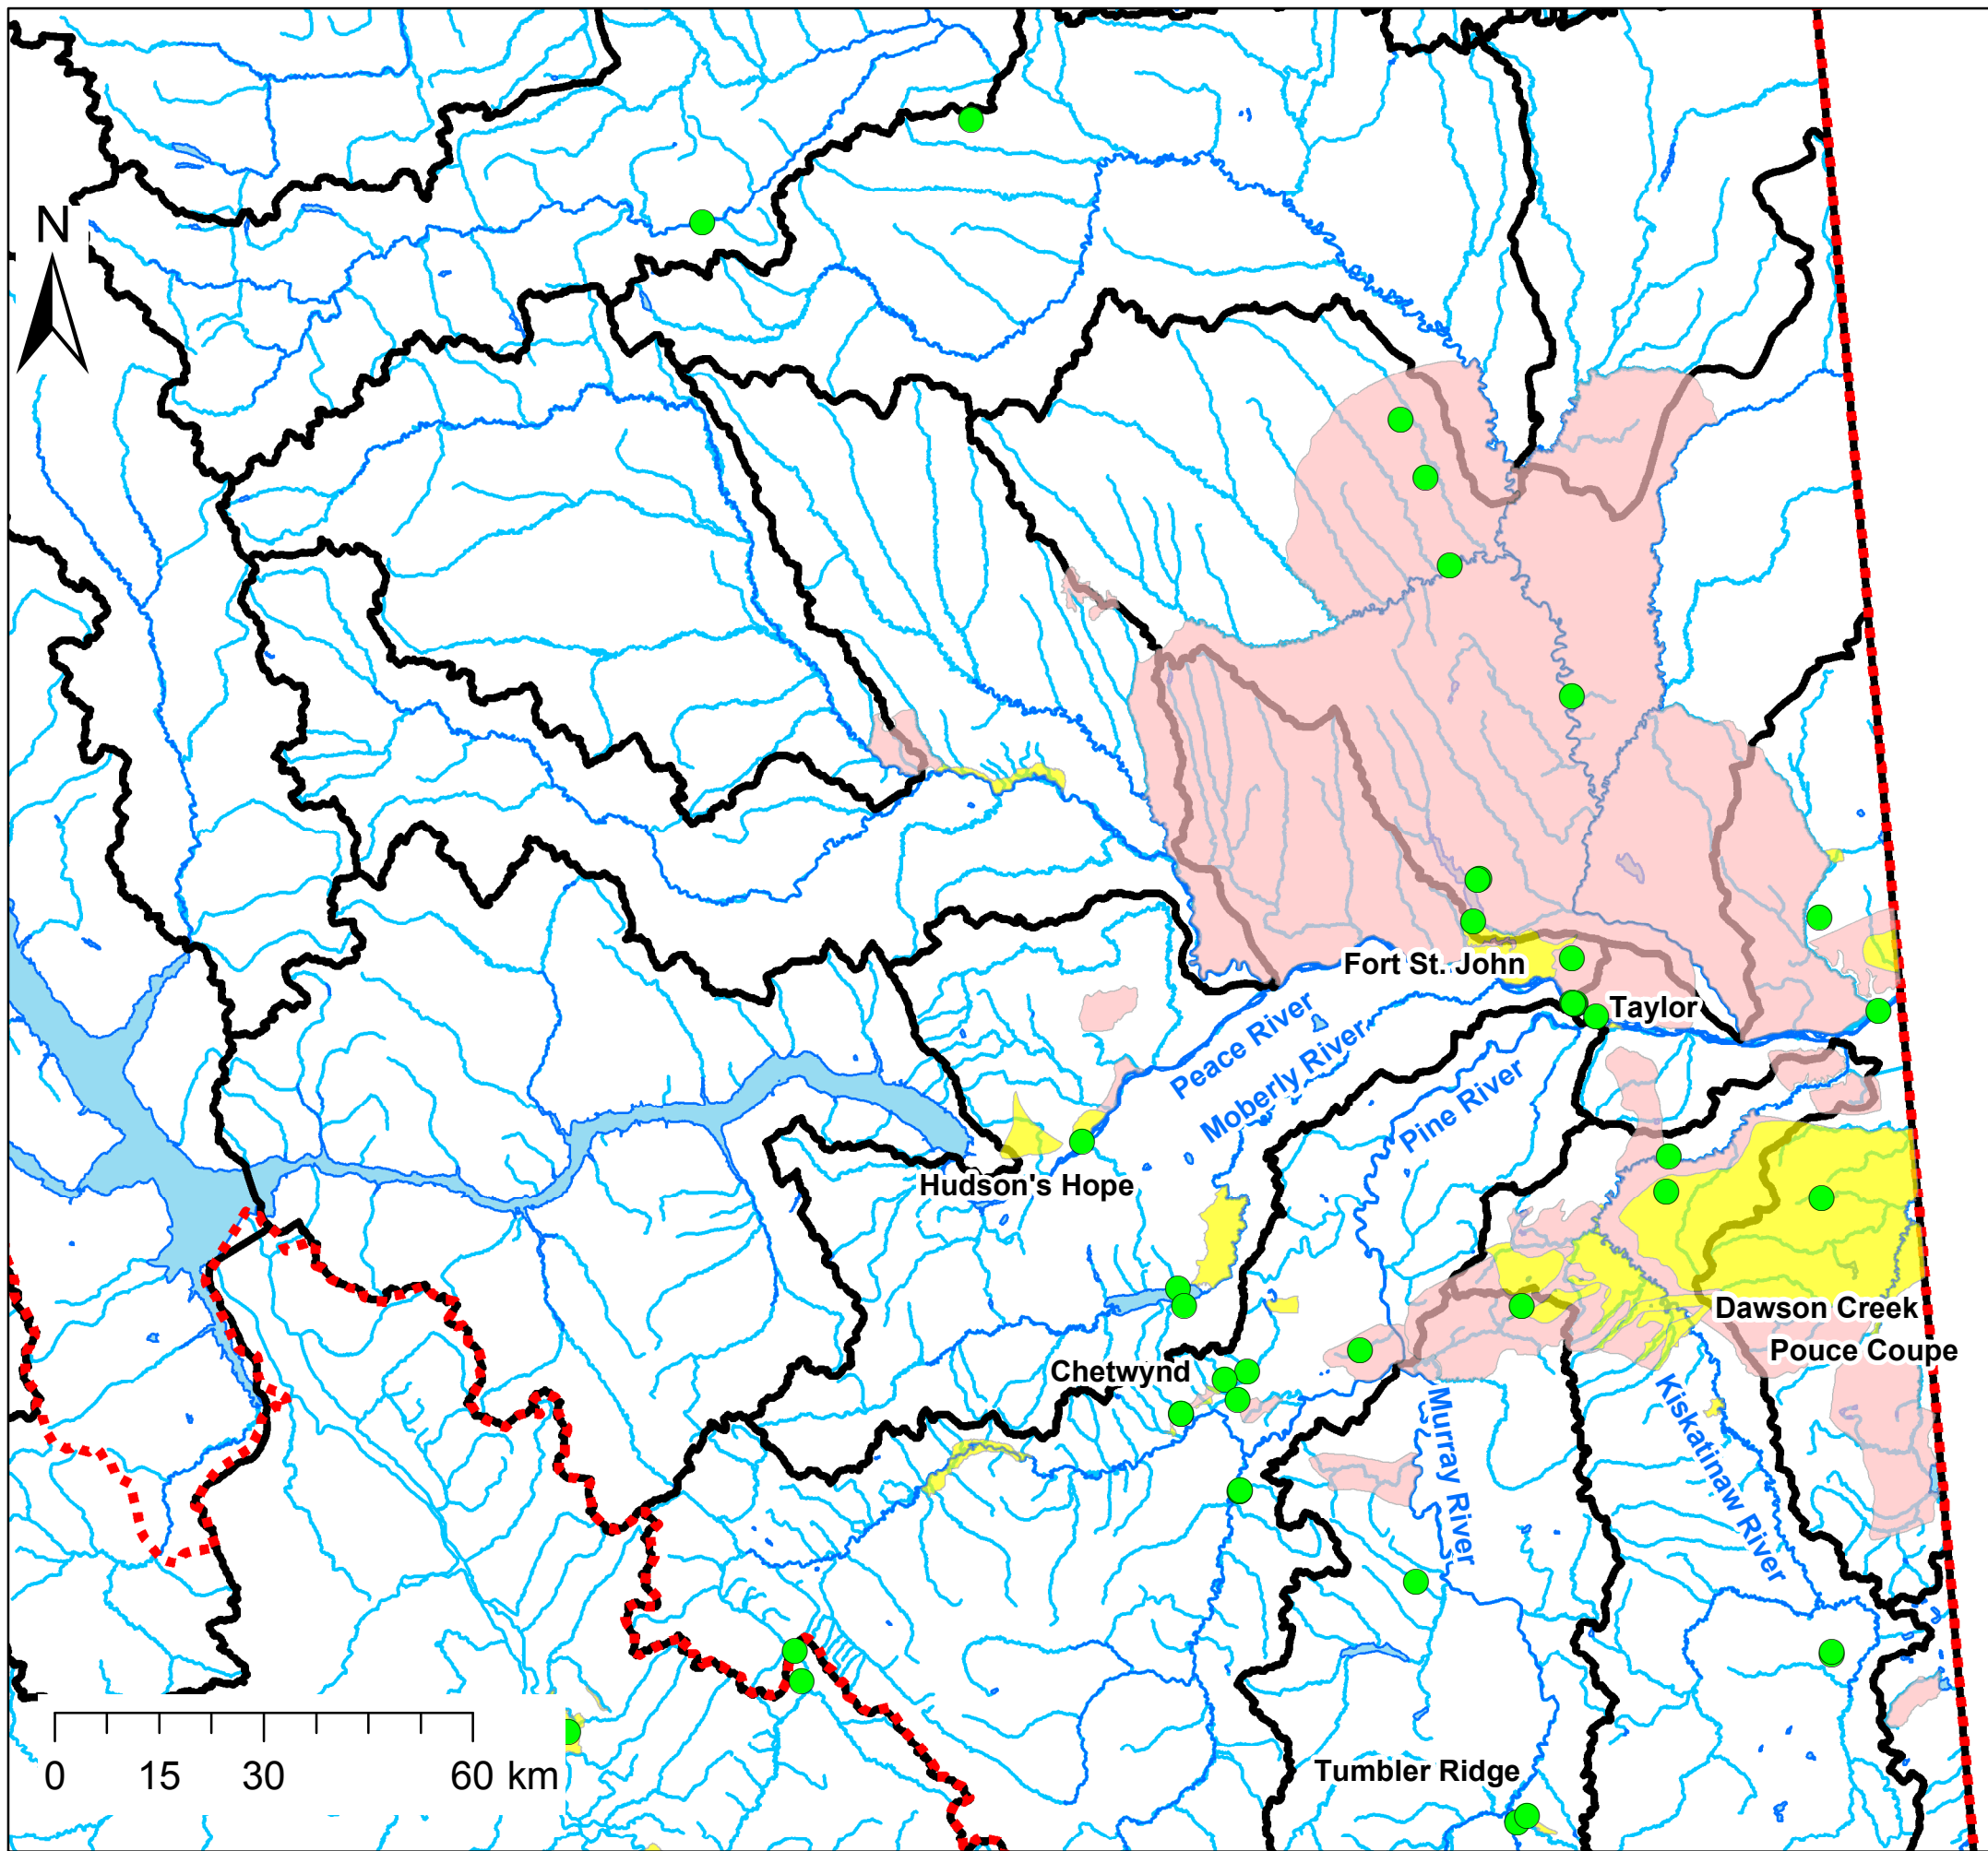 N
Fort St. John
Taylor
Peace River
Moberly River
Pine River
Hudson's Hope
Dawson Creek
Pouce Coupe
Chetwynd
Murray River
Kiskatinaw River
Tumbler Ridge
0 15 30 60 km